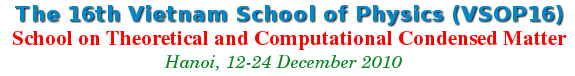 The 16th Vietnam School of Physics (VSOP16)
School on Theoretical and Computational Condensed Matter
Hanoi, 12-24 December 2010